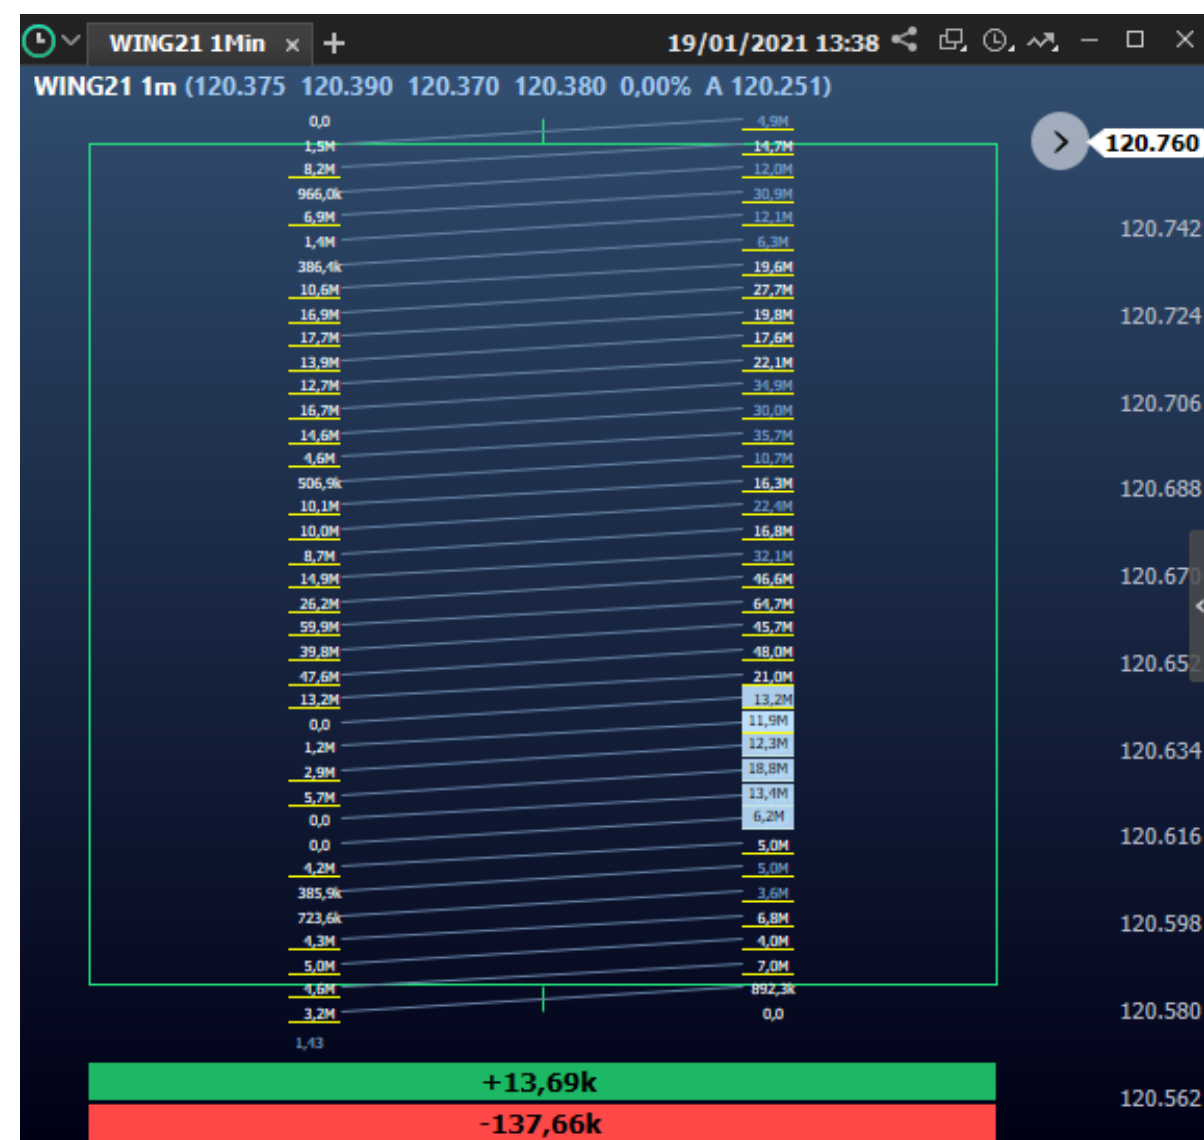 WING21 1Min × + 19/01/2021 13:38
WING21 1m (120.375 120.390 120.370 120.380 0,00% A 120.251)
0,0 4,9M
1,5M 14,7M 120.760
8,2M 12,0M
966,0k 30,9M
6,9M 12,1M 120.742
1,4M 6,3M
386,4k 19,6M
10,6M 27,7M
16,9M 19,8M 120.724
17,7M 17,6M
13,9M 22,1M
12,7M 34,9M
16,7M 30,0M 120.706
14,6M 35,7M
4,6M 10,7M
506,9k 16,3M 120.688
10,1M 22,4M
10,0M 16,8M
8,7M 32,1M
14,9M 46,6M 120.670
26,2M 64,7M
59,9M 45,7M
39,8M 48,0M 120.652
47,6M 21,0M
13,2M 13,2M
0,0 11,9M
1,2M 12,3M 120.634
2,9M 18,8M
5,7M 13,4M
0,0 6,2M
0,0 5,0M 120.616
4,2M 5,0M
385,9k 3,6M
723,6k 6,8M 120.598
4,3M 4,0M
5,0M 7,0M
4,6M 892,3k
3,2M 0,0 120.580
1,43
+13,69k
120.562
-137,66k